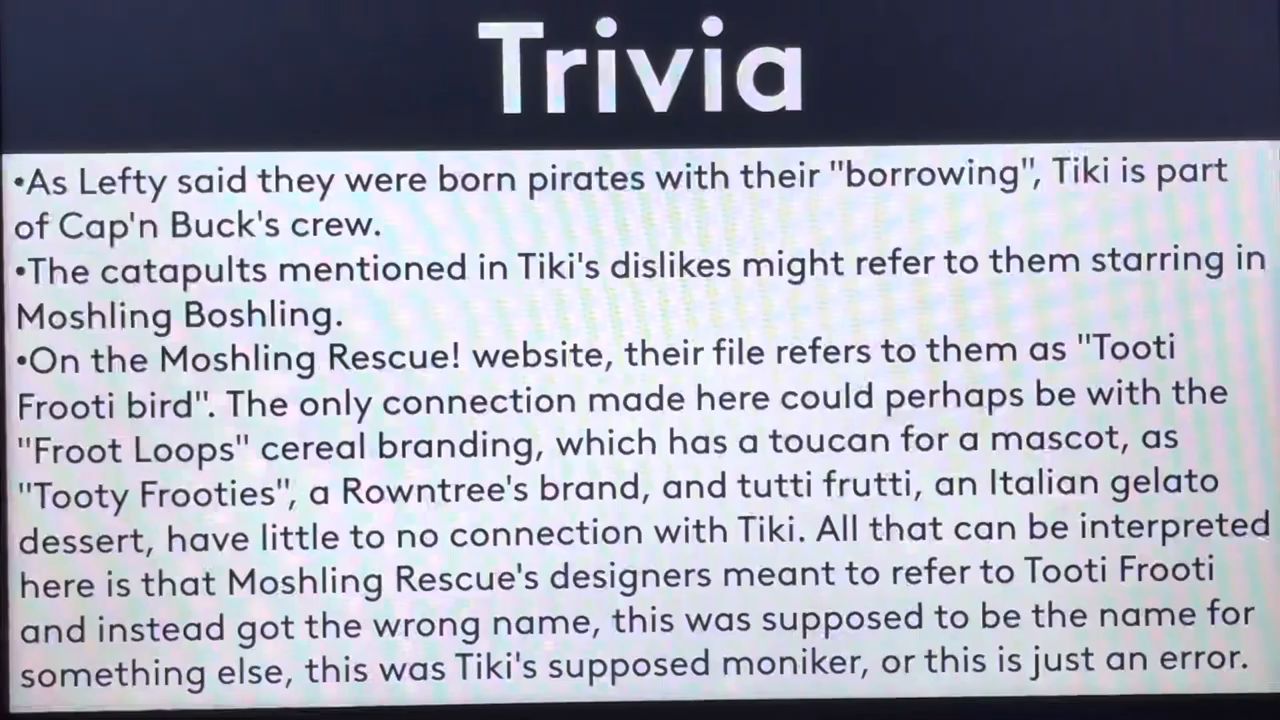 Trivia
•As Lefty said they were born pirates with their "borrowing", Tiki is part
of Cap'n Buck's crew.
•The catapults mentioned in Tiki's dislikes might refer to them starring in
Moshling Boshling.
•On the Moshling Rescue! website, their file refers to them as "Tooti
Frooti bird". The only connection made here could perhaps be with the
"Froot Loops" cereal branding, which has a toucan for a mascot, as
"Tooty Frooties", a Rowntree's brand, and tutti frutti, an Italian gelato
dessert, have little to no connection with Tiki. All that can be interpreted
here is that Moshling Rescue's designers meant to refer to Tooti Frooti
and instead got the wrong name, this was supposed to be the name for
something else, this was Tiki's supposed moniker, or this is just an error.